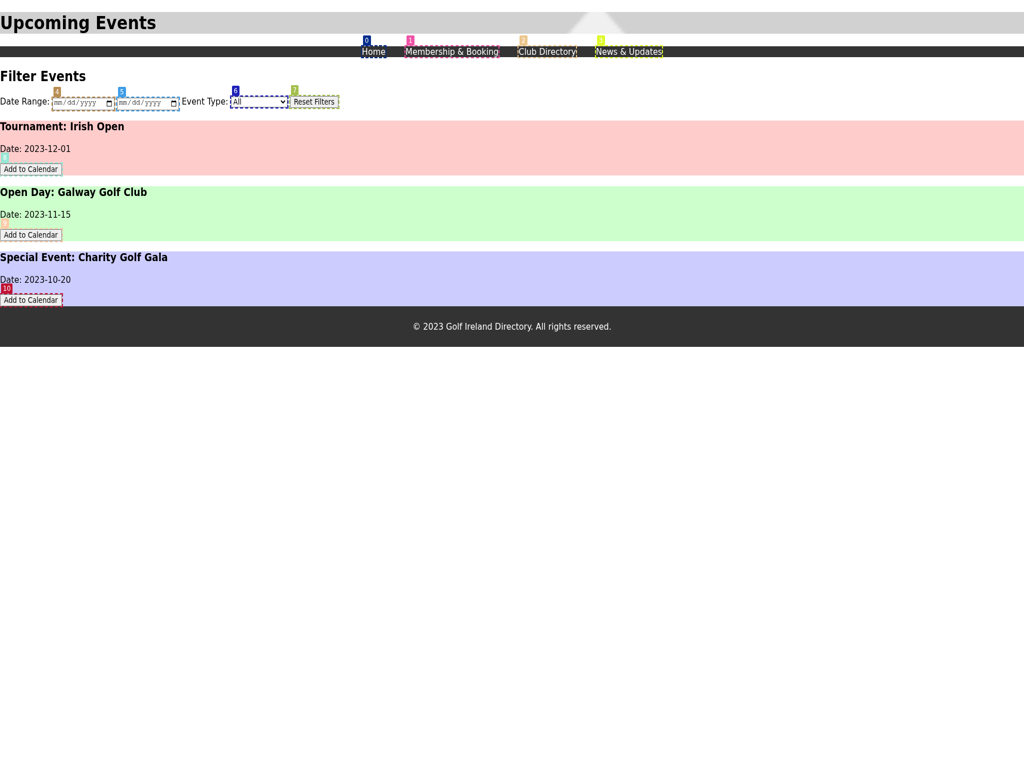 Upcoming Events
0 1 2 3
Home Membership & Booking Club Directory News & Updates
Filter Events
4 5 6 7
Date Range: mm/dd/yyyy mm/dd/yyyy Event Type: All Reset Filters
Tournament: Irish Open
Date: 2023-12-01
8
Add to Calendar
Open Day: Galway Golf Club
Date: 2023-11-15
9
Add to Calendar
Special Event: Charity Golf Gala
Date: 2023-10-20
10
Add to Calendar
© 2023 Golf Ireland Directory. All rights reserved.